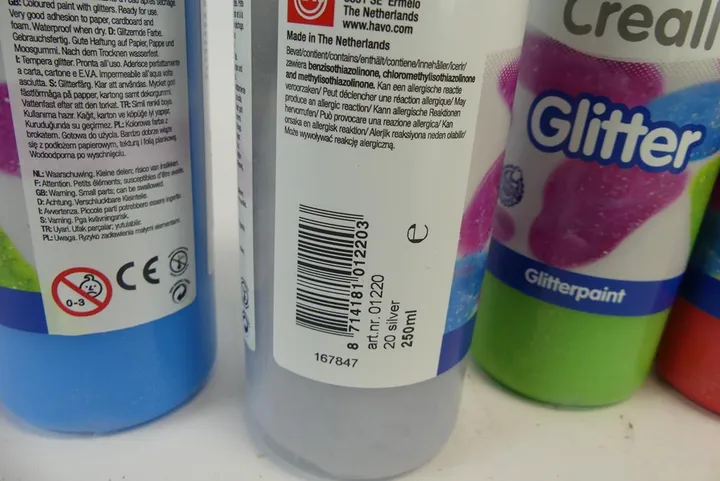 GB: Coloured paint with glitters. Ready for use.
Very good adhesion to paper, cardboard and
foam. Waterproof when dry. D: Glitzernde Farbe.
Gebrauchsfertig. Gute Haftung auf Papier, Pappe und
Moosgummi. Nach dem Trocknen wasserfest.
I: Tempera glitter. Pronta all'uso. Aderisce perfettamente
a carta, cartone e E.V.A. Impermeabile all'aqua volta
asciutta. S: Glitterfärg. Klar att användas. Mycket god
fästförmåga på papper, kartong samt dekorgummi.
Vattenfast efter att den torkat. TR: Simli renk boya.
Kullanıma hazır. Kağıt, karton ve köpüğe iyi yapışır.
Kuruduğunda su geçirmez. PL: Kolorowa farba z
brokatem. Gotowa do użycia. Bardzo dobrze wiąże
się z podłożem papierowym, tekturą i folią piankową.
Wodoodporna po wyschnięciu.
NL: Waarschuwing. Kleine delen; risico van inslikken.
F: Attention. Petits éléments; susceptibles d'être avalés.
GB: Warning. Small parts; can be swallowed.
D: Achtung. Verschluckbare Kleinteile.
I: Avvertenza. Piccole parti potrebbero essere ingerite.
S: Varning. Pga kvävningsrisk.
TR: Uyarı. Ufak parçalar; yutulabilir.
PL: Uwaga. Ryzyko zadławienia małymi elementami.
0-3
CE
The Netherlands
www.havo.com
Made in The Netherlands
Bevat/contient/contains/enthält/contiene/innehåller/içerir/
zawiera benzisothiazolinone, chloromethylisothiazolinone
and methylisothiazolinone. Kan een allergische reactie
veroorzaken/ Peut déclencher une réaction allergique/ May
produce an allergic reaction/ Kann allergische Reaktionen
hervorrufen/ Può provocare una reazione allergica/ Kan
orsaka en allergisk reaktion/ Alerjik reaksiyona neden olabilir/
Może wywoływać reakcję alergiczną.
8 714181 012203
art.nr. 01220
20 silver
250ml
e
167847
Creall
Glitter
Glitterpaint